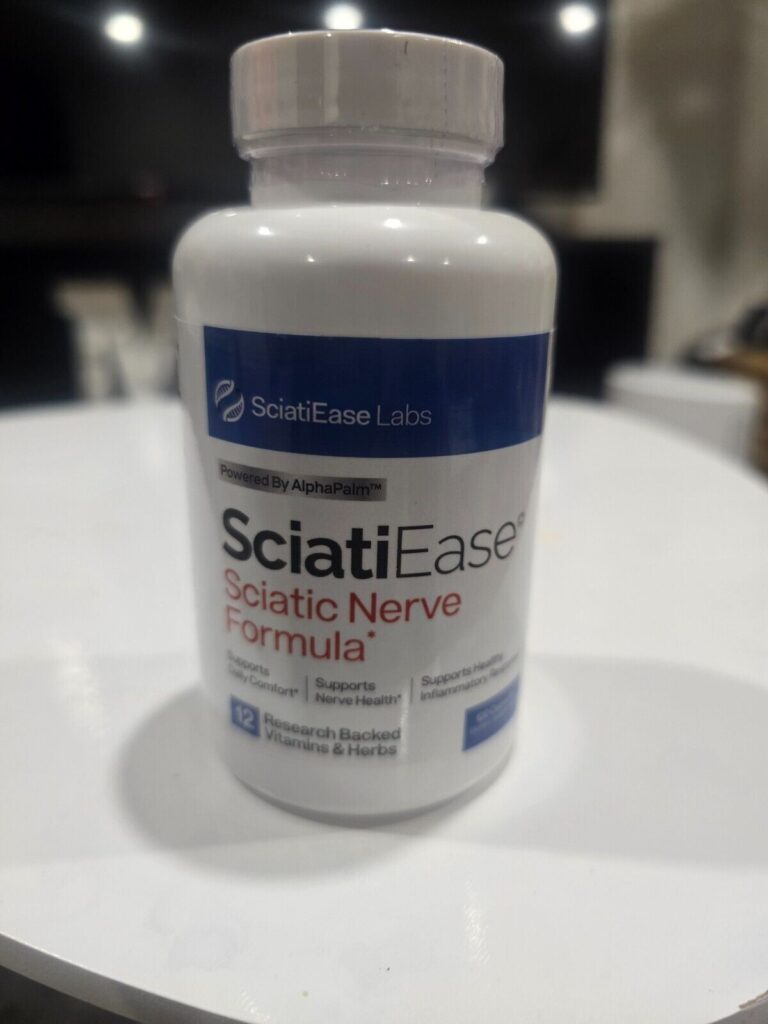 SciatiEase Labs
Powered By AlphaPalm™
SciatiEase®
Sciatic Nerve
Formula*
Supports
Daily Comfort*
Supports
Nerve Health*
Supports Healthy
Inflammatory
12
Research Backed
Vitamins & Herbs